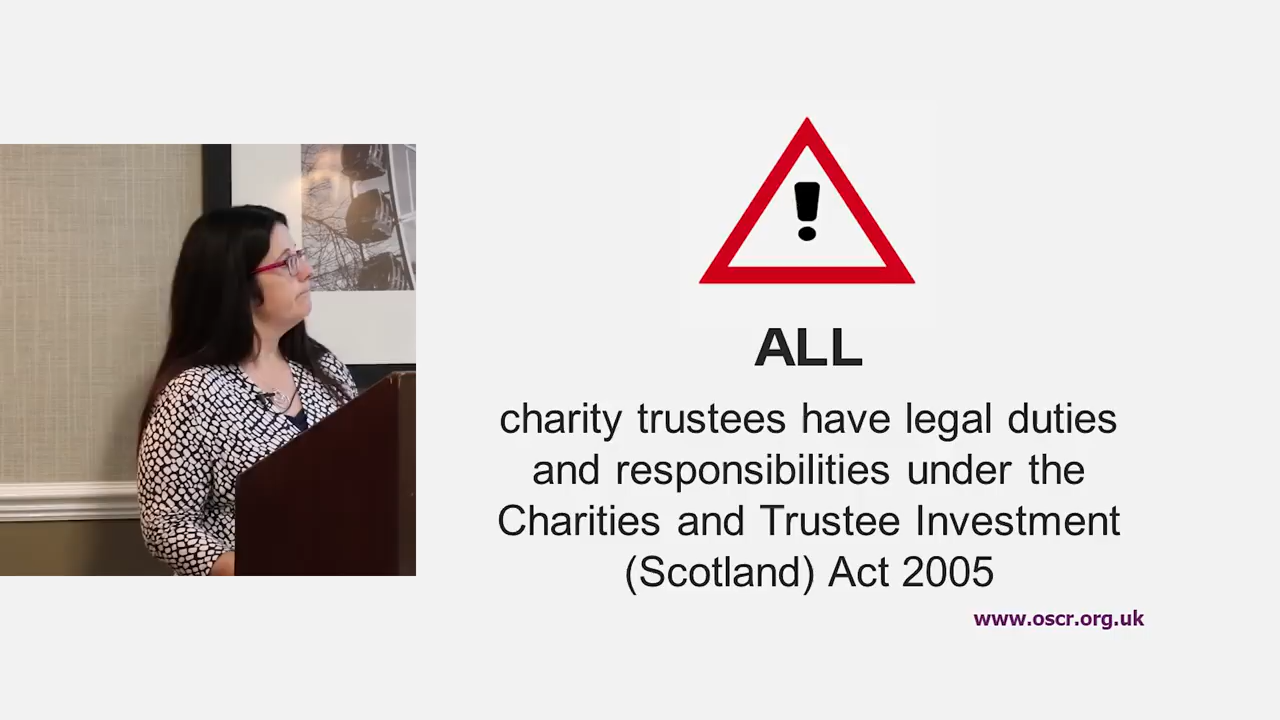 ALL
charity trustees have legal duties
and responsibilities under the
Charities and Trustee Investment
(Scotland) Act 2005
www.oscr.org.uk